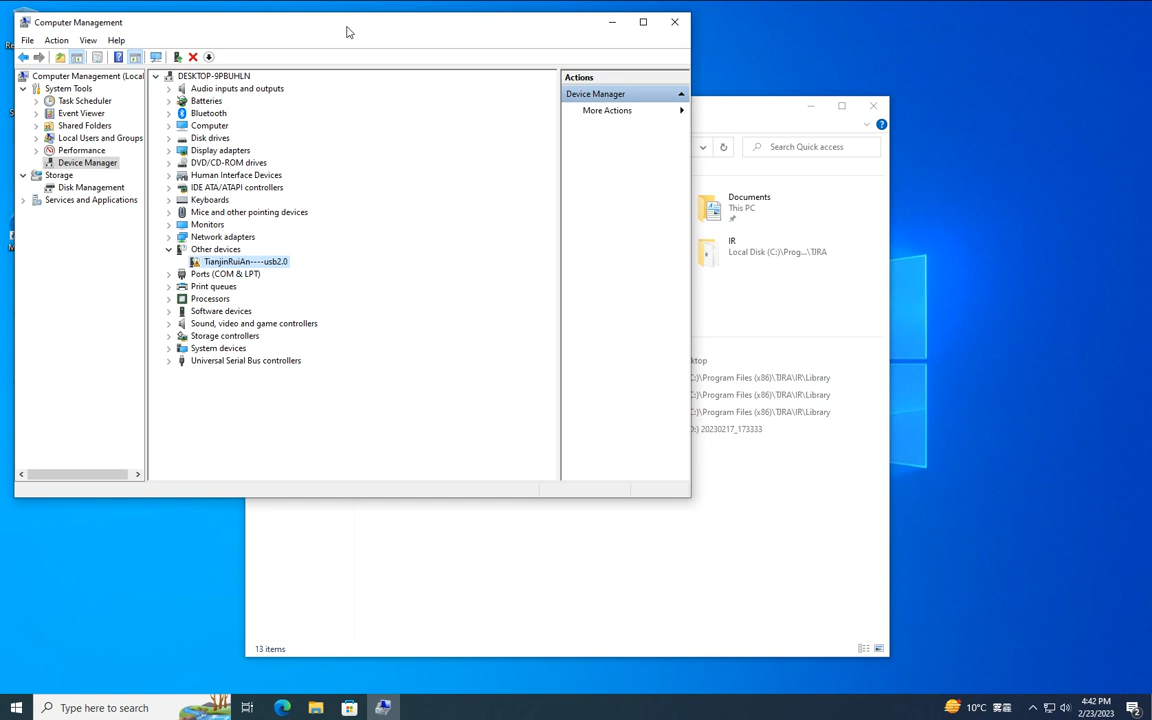 Computer Management
File Action View Help
Computer Management (Local
System Tools
Task Scheduler
Event Viewer
Shared Folders
Local Users and Groups
Performance
Device Manager
Storage
Disk Management
Services and Applications
DESKTOP-9PBUHLN
Audio inputs and outputs
Batteries
Bluetooth
Computer
Disk drives
Display adapters
DVD/CD-ROM drives
Human Interface Devices
IDE ATA/ATAPI controllers
Keyboards
Mice and other pointing devices
Monitors
Network adapters
Other devices
TianjinRuiAn----usb2.0
Ports (COM & LPT)
Print queues
Processors
Software devices
Sound, video and game controllers
Storage controllers
System devices
Universal Serial Bus controllers
Actions
Device Manager
More Actions
Search Quick access
Documents
This PC
IR
Local Disk (C:)\Prog...\TJRA
ktop
C:)\Program Files (x86)\TJRA\IR\Library
C:)\Program Files (x86)\TJRA\IR\Library
C:)\Program Files (x86)\TJRA\IR\Library
D:) 20230217_173333
13 items
Type here to search
10°C 雾霾
4:42 PM
2/23/2023
2